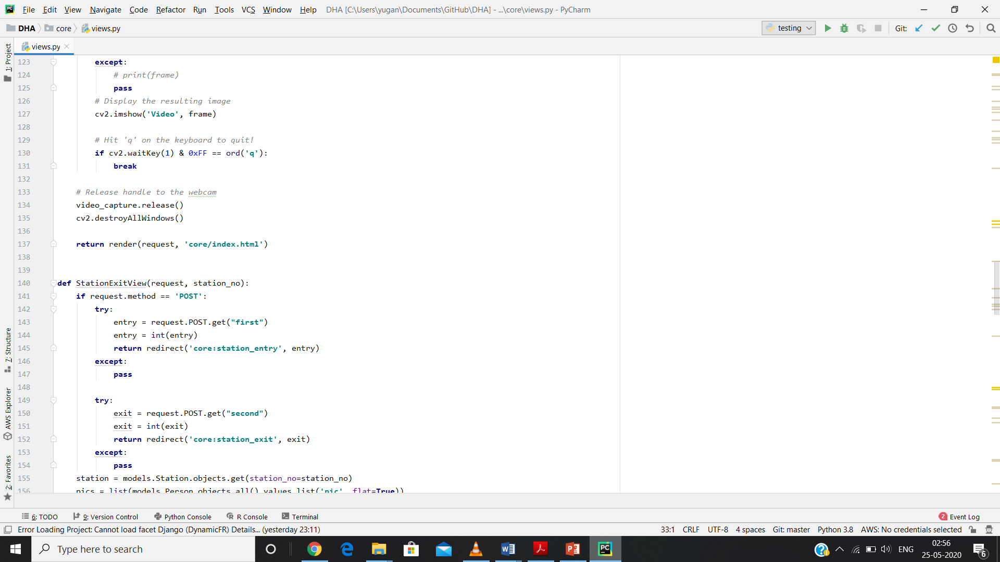 File Edit View Navigate Code Refactor Run Tools VCS Window Help DHA [C:\Users\yugan\Documents\GitHub\DHA] - ...\core\views.py - PyCharm
DHA core views.py testing Git:
1: Project
views.py
123 except:
124 # print(frame)
125 pass
126 # Display the resulting image
127 cv2.imshow('Video', frame)
128
129 # Hit 'q' on the keyboard to quit!
130 if cv2.waitKey(1) & 0xFF == ord('q'):
131 break
132
133 # Release handle to the webcam
134 video_capture.release()
135 cv2.destroyAllWindows()
136
137 return render(request, 'core/index.html')
138
139
140 def StationExitView(request, station_no):
141 if request.method == 'POST':
142 try:
143 entry = request.POST.get("first")
144 entry = int(entry)
145 return redirect('core:station_entry', entry)
146 except:
147 pass
148
149 try:
150 exit = request.POST.get("second")
151 exit = int(exit)
152 return redirect('core:station_exit', exit)
153 except:
154 pass
155 station = models.Station.objects.get(station_no=station_no)
156 pics = list(models.Person.objects.all().values_list('pic', flat=True))
7: Structure
AWS Explorer
2: Favorites
6: TODO 9: Version Control Python Console R Console Terminal 2 Event Log
Error Loading Project: Cannot load facet Django (DynamicFR) Details... (yesterday 23:11) 33:1 CRLF UTF-8 4 spaces Git: master Python 3.8 AWS: No credentials selected
Type here to search ENG 02:56
25-05-2020 6